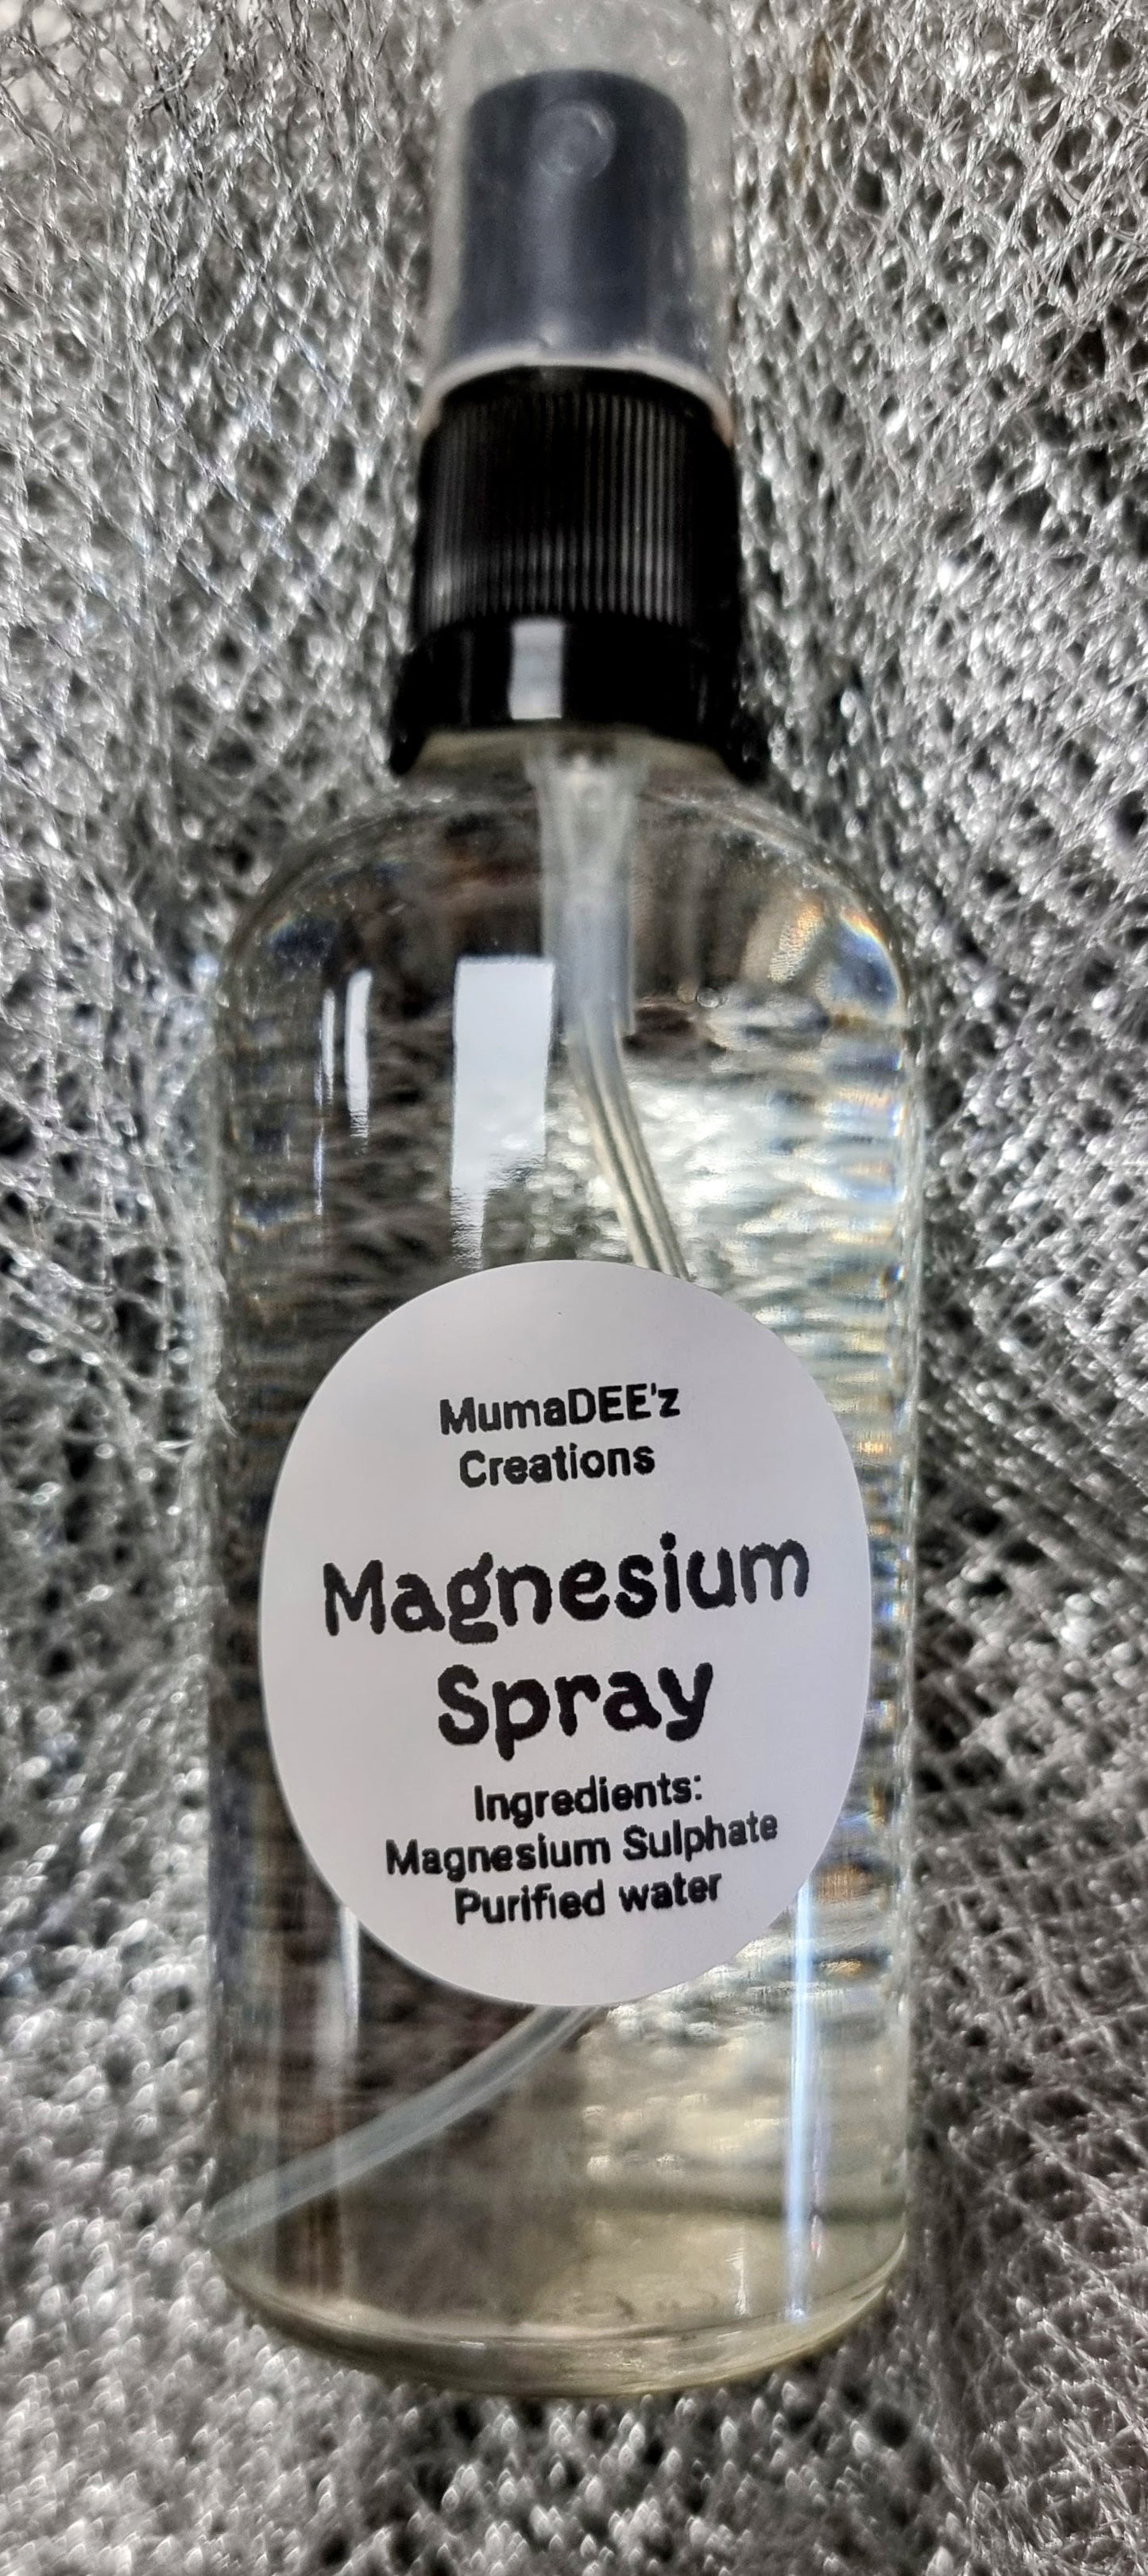 MumaDEE'z
Creations
Magnesium
Spray
Ingredients:
Magnesium Sulphate
Purified water